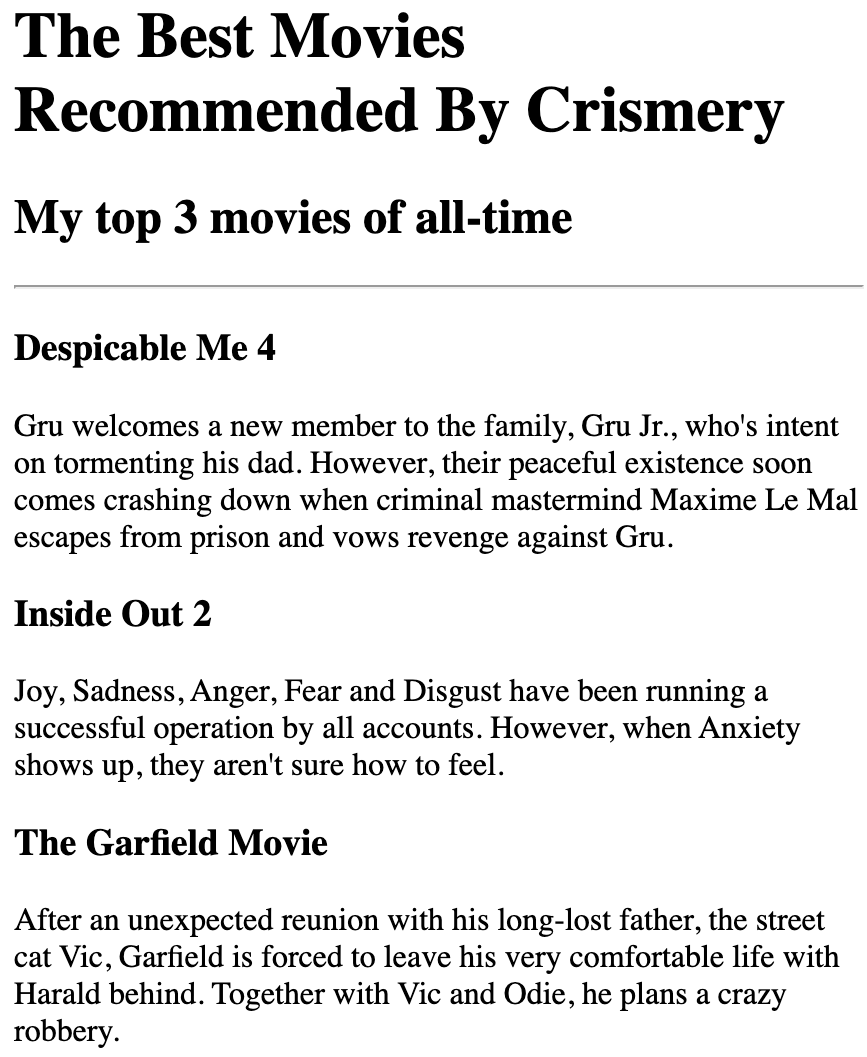 The Best Movies
Recommended By Crismery
My top 3 movies of all-time
Despicable Me 4
Gru welcomes a new member to the family, Gru Jr., who's intent
on tormenting his dad. However, their peaceful existence soon
comes crashing down when criminal mastermind Maxime Le Mal
escapes from prison and vows revenge against Gru.
Inside Out 2
Joy, Sadness, Anger, Fear and Disgust have been running a
successful operation by all accounts. However, when Anxiety
shows up, they aren't sure how to feel.
The Garfield Movie
After an unexpected reunion with his long-lost father, the street
cat Vic, Garfield is forced to leave his very comfortable life with
Harald behind. Together with Vic and Odie, he plans a crazy
robbery.